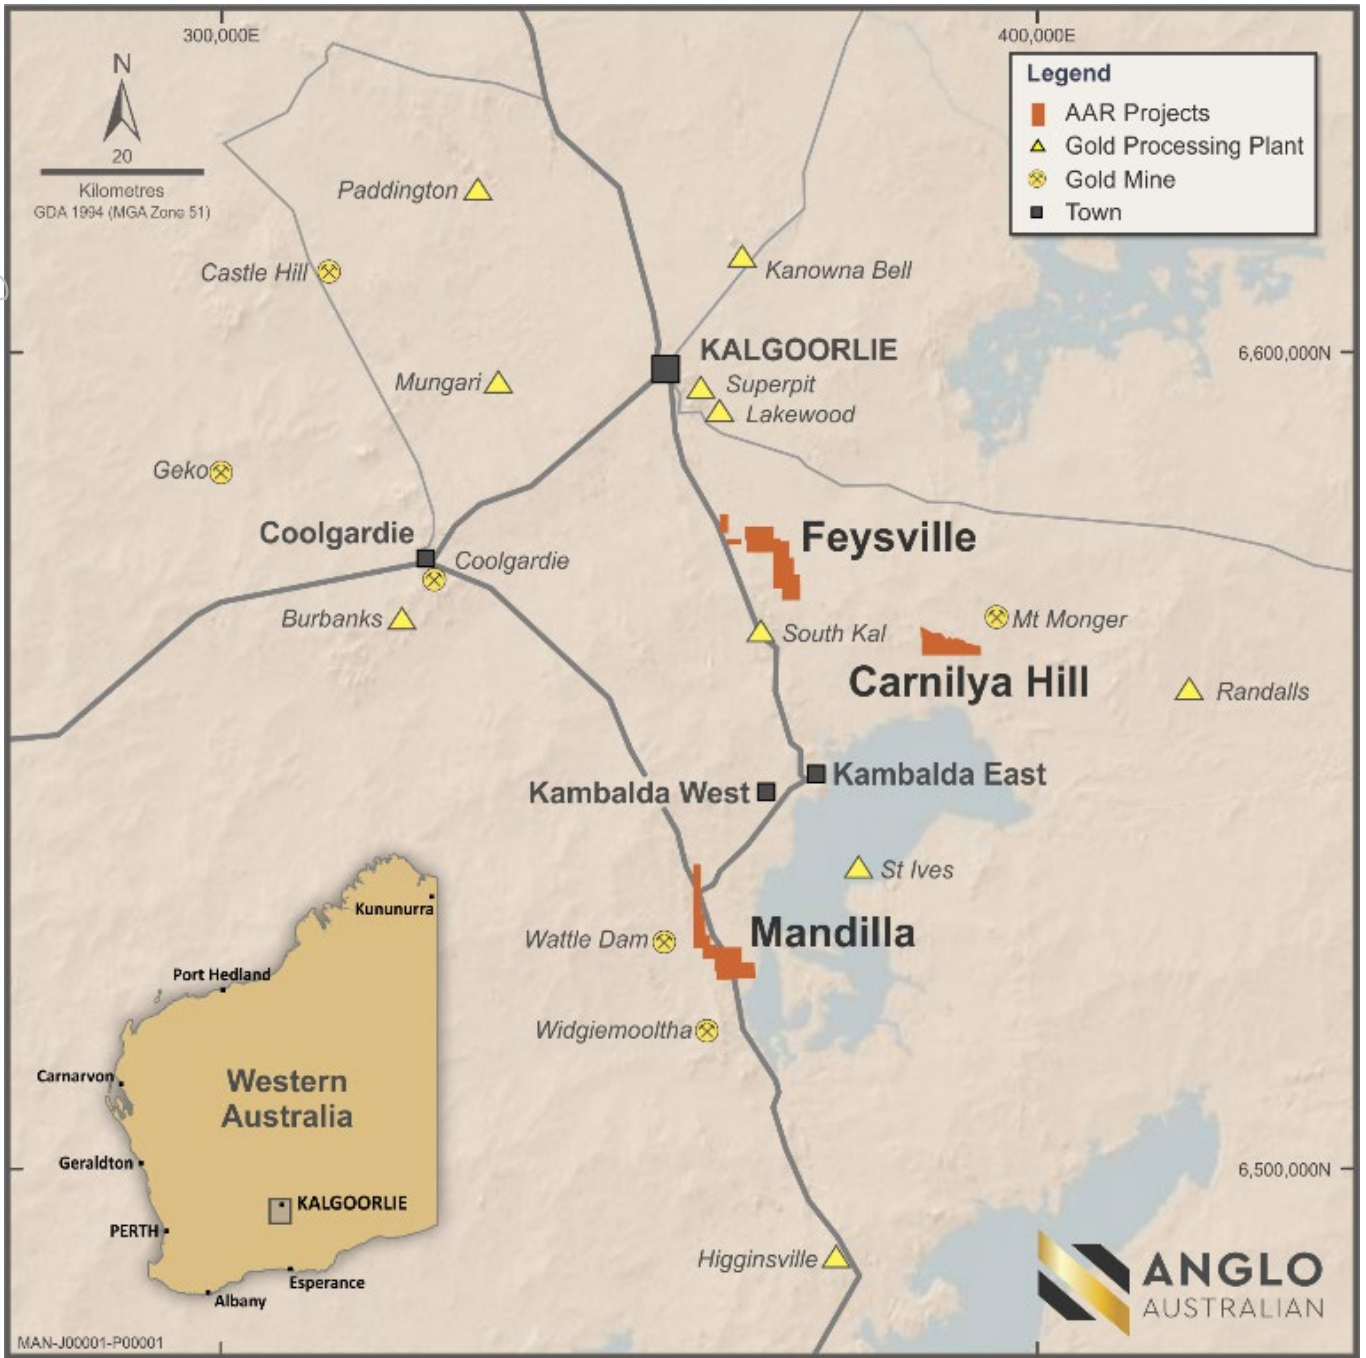 300,000E
400,000E
N
20
Kilometres
GDA 1994 (MGA Zone 51)
Legend
AAR Projects
Gold Processing Plant
Gold Mine
Town
Paddington
Castle Hill
Kanowna Bell
KALGOORLIE
6,600,000N
Mungari
Superpit
Lakewood
Geko
Coolgardie
Feysville
Coolgardie
Burbanks
South Kal
Mt Monger
Carnilya Hill
Randalls
Kambalda East
Kambalda West
St Ives
Wattle Dam
Mandilla
Widgiemooltha
Kununurra
Port Hedland
Carnarvon
Western
Australia
Geraldton
KALGOORLIE
PERTH
Esperance
Albany
6,500,000N
Higginsville
ANGLO
AUSTRALIAN
MAN-J00001-P00001